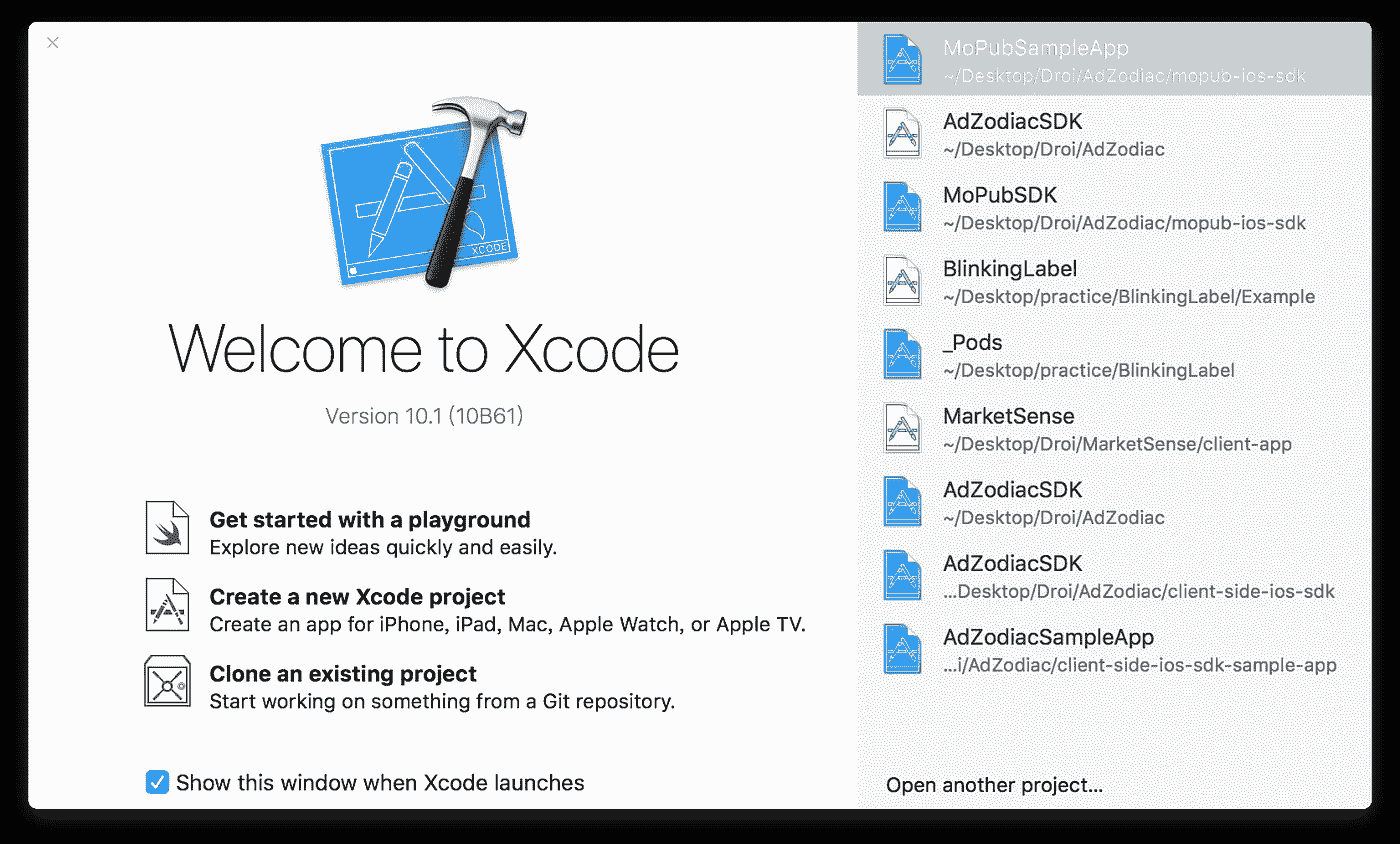 XCODE
Welcome to Xcode
Version 10.1 (10B61)
Get started with a playground
Explore new ideas quickly and easily.
Create a new Xcode project
Create an app for iPhone, iPad, Mac, Apple Watch, or Apple TV.
Clone an existing project
Start working on something from a Git repository.
Show this window when Xcode launches
MoPubSampleApp
~/Desktop/Droi/AdZodiac/mopub-ios-sdk
AdZodiacSDK
~/Desktop/Droi/AdZodiac
MoPubSDK
~/Desktop/Droi/AdZodiac/mopub-ios-sdk
BlinkingLabel
~/Desktop/practice/BlinkingLabel/Example
_Pods
~/Desktop/practice/BlinkingLabel
MarketSense
~/Desktop/Droi/MarketSense/client-app
AdZodiacSDK
~/Desktop/Droi/AdZodiac
AdZodiacSDK
...Desktop/Droi/AdZodiac/client-side-ios-sdk
AdZodiacSampleApp
...i/AdZodiac/client-side-ios-sdk-sample-app
Open another project...